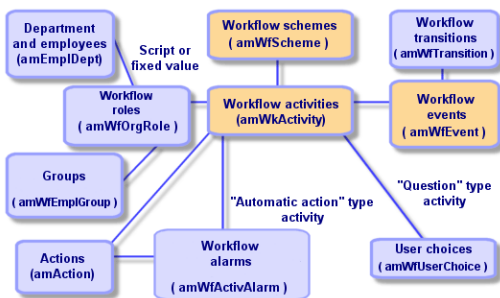 Department
and employees
(amEmplDept)
Script or
fixed value
Workflow schemes
( amWfScheme )
Workflow
transitions
(amWfTransition)
Workflow
roles
( amWfOrgRole )
Workflow activities
(amWkActivity)
Workflow
events
( amWfEvent )
Groups
( amWfEmplGroup )
"Automatic action" type
activity
"Question" type
activity
Actions
(amAction)
Workflow
alarms
( amWfActivAlarm )
User choices
( amWfUserChoice )